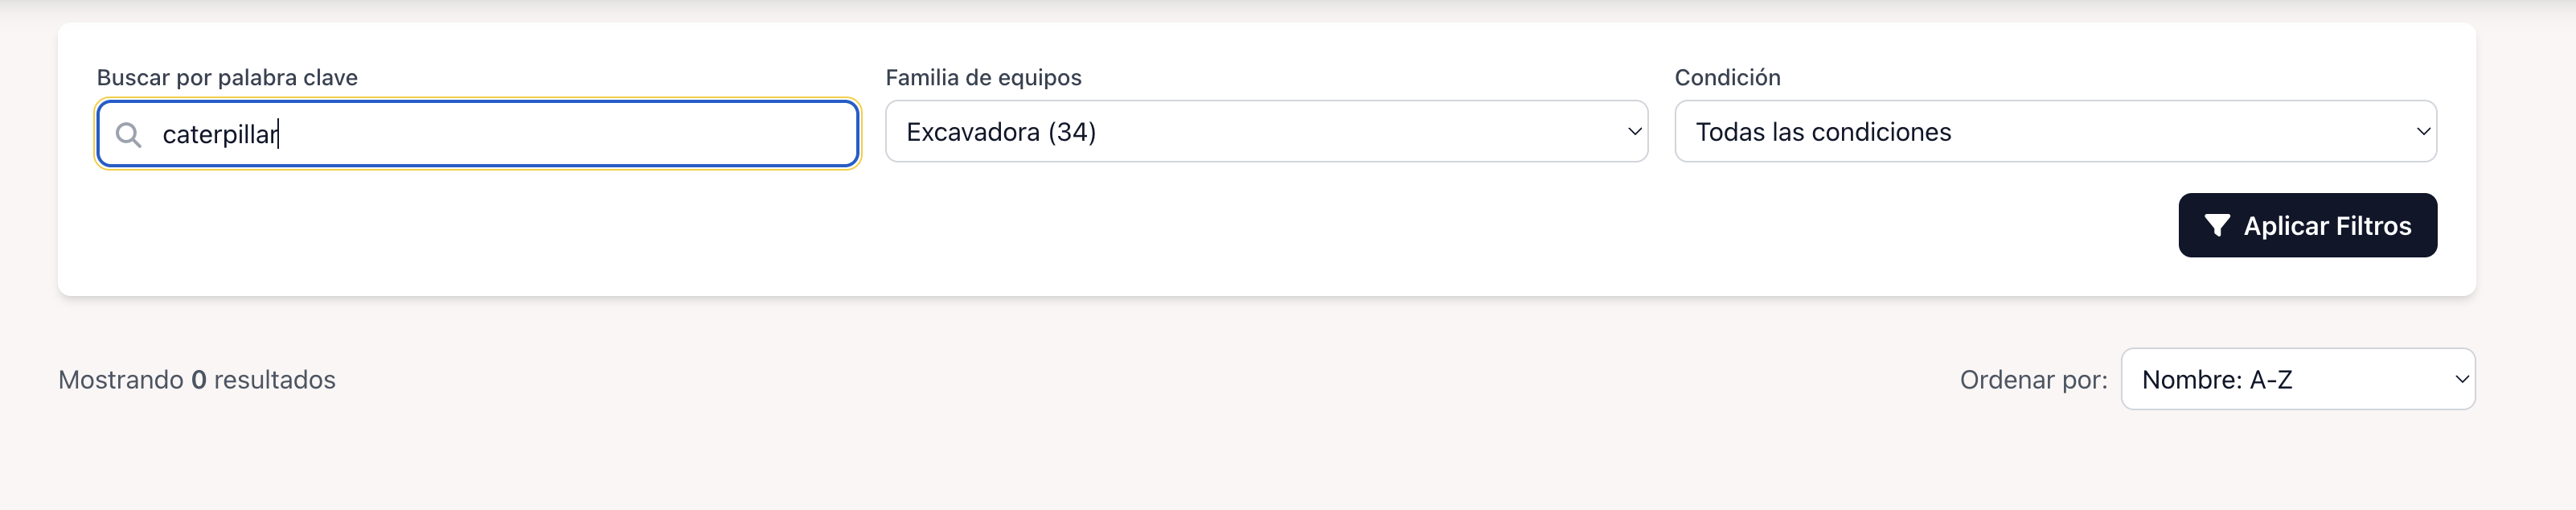 Buscar por palabra clave
caterpillar
Familia de equipos
Excavadora (34)
Condición
Todas las condiciones
Aplicar Filtros
Mostrando 0 resultados
Ordenar por: Nombre: A-Z